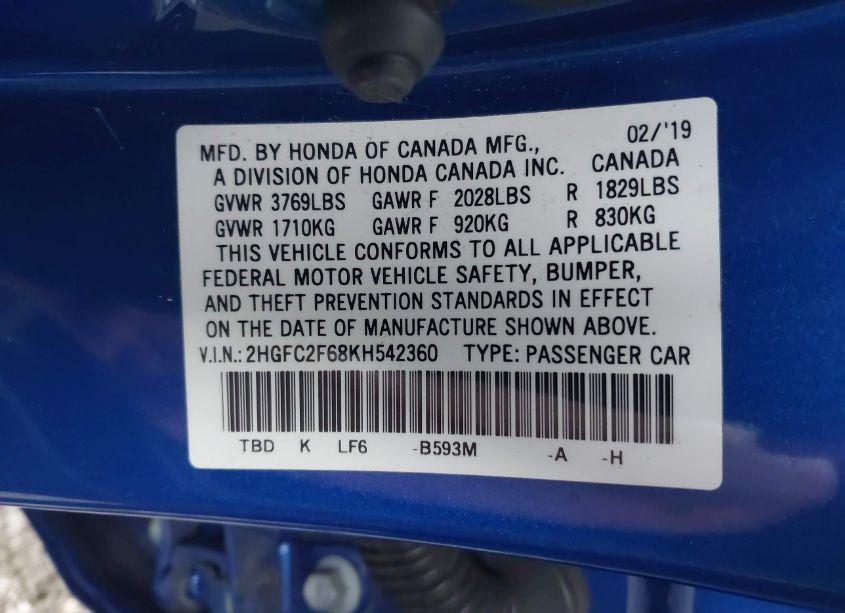 02/'19
MFD. BY HONDA OF CANADA MFG.,
A DIVISION OF HONDA CANADA INC. CANADA
GVWR 3769LBS GAWR F 2028LBS R 1829LBS
GVWR 1710KG GAWR F 920KG R 830KG
THIS VEHICLE CONFORMS TO ALL APPLICABLE
FEDERAL MOTOR VEHICLE SAFETY, BUMPER,
AND THEFT PREVENTION STANDARDS IN EFFECT
ON THE DATE OF MANUFACTURE SHOWN ABOVE.
V.I.N.: 2HGFC2F68KH542360 TYPE: PASSENGER CAR
TBD K LF6 -B593M -A -H